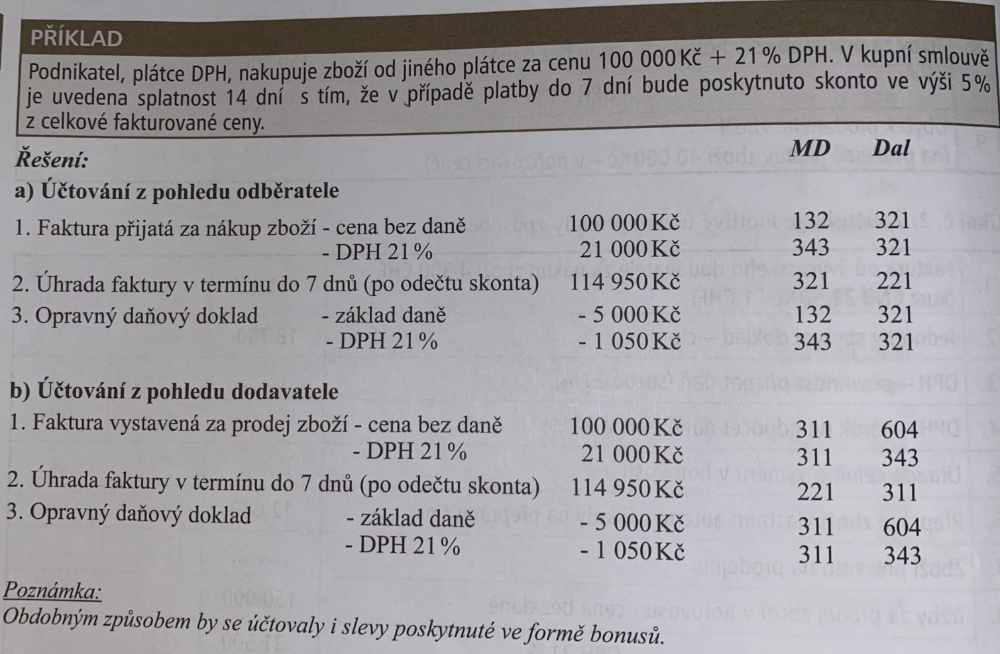 PŘÍKLAD
Podnikatel, plátce DPH, nakupuje zboží od jiného plátce za cenu 100 000 Kč + 21 % DPH. V kupní smlouvě
je uvedena splatnost 14 dní s tím, že v případě platby do 7 dní bude poskytnuto skonto ve výši 5 %
z celkové fakturované ceny.
Řešení: MD Dal
a) Účtování z pohledu odběratele
1. Faktura přijatá za nákup zboží - cena bez daně 100 000 Kč 132 321
- DPH 21 % 21 000 Kč 343 321
2. Úhrada faktury v termínu do 7 dnů (po odečtu skonta) 114 950 Kč 321 221
3. Opravný daňový doklad - základ daně - 5 000 Kč 132 321
- DPH 21 % - 1 050 Kč 343 321
b) Účtování z pohledu dodavatele
1. Faktura vystavená za prodej zboží - cena bez daně 100 000 Kč 311 604
- DPH 21 % 21 000 Kč 311 343
2. Úhrada faktury v termínu do 7 dnů (po odečtu skonta) 114 950 Kč 221 311
3. Opravný daňový doklad - základ daně - 5 000 Kč 311 604
- DPH 21 % - 1 050 Kč 311 343
Poznámka:
Obdobným způsobem by se účtovaly i slevy poskytnuté ve formě bonusů.